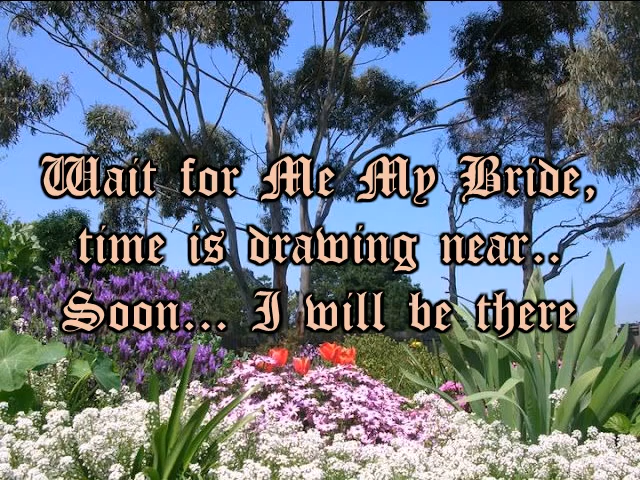 Wait for Me My Bride,
time is drawing near..
Soon... I will be there